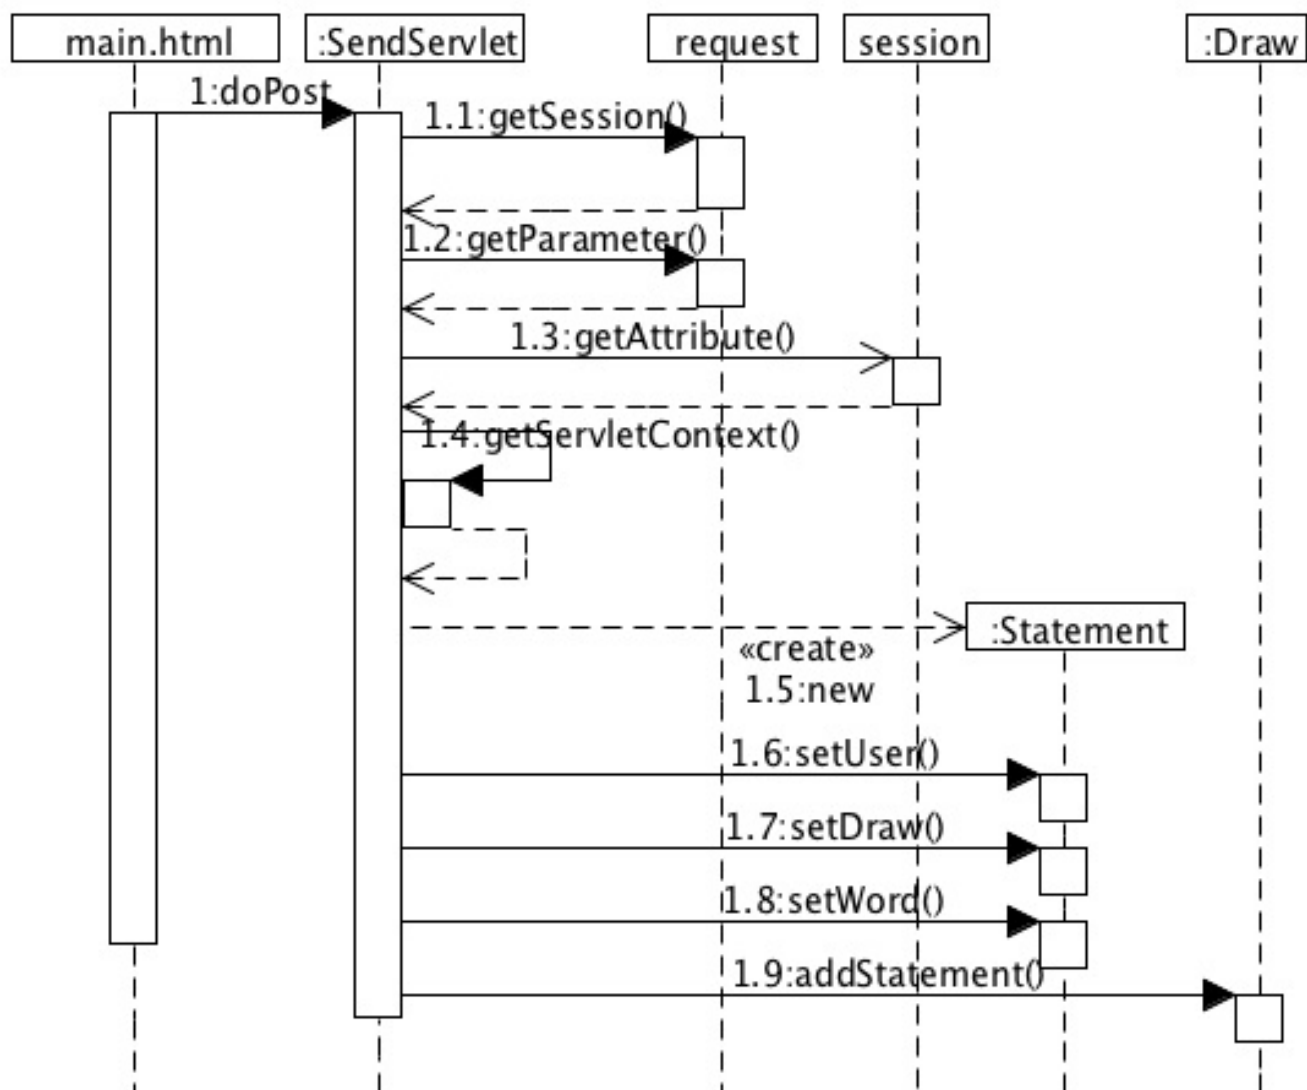 main.html
:SendServlet
request
session
:Draw
1:doPost
1.1:getSession()
1.2:getParameter()
1.3:getAttribute()
1.4:getServletContext()
:Statement
«create»
1.5:new
1.6:setUser()
1.7:setDraw()
1.8:setWord()
1.9:addStatement()